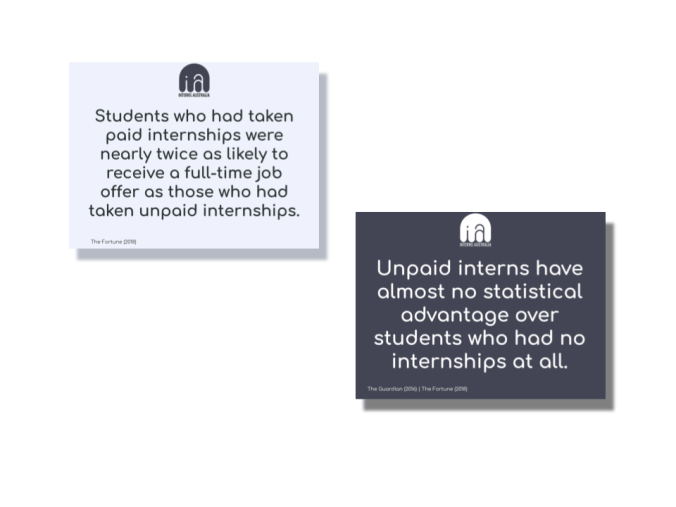 ia
INTERNS AUSTRALIA
Students who had taken
paid internships were
nearly twice as likely to
receive a full-time job
offer as those who had
taken unpaid internships.
The Fortune (2018)
ia
INTERNS AUSTRALIA
Unpaid interns have
almost no statistical
advantage over
students who had no
internships at all.
The Guardian (2016) | The Fortune (2018)